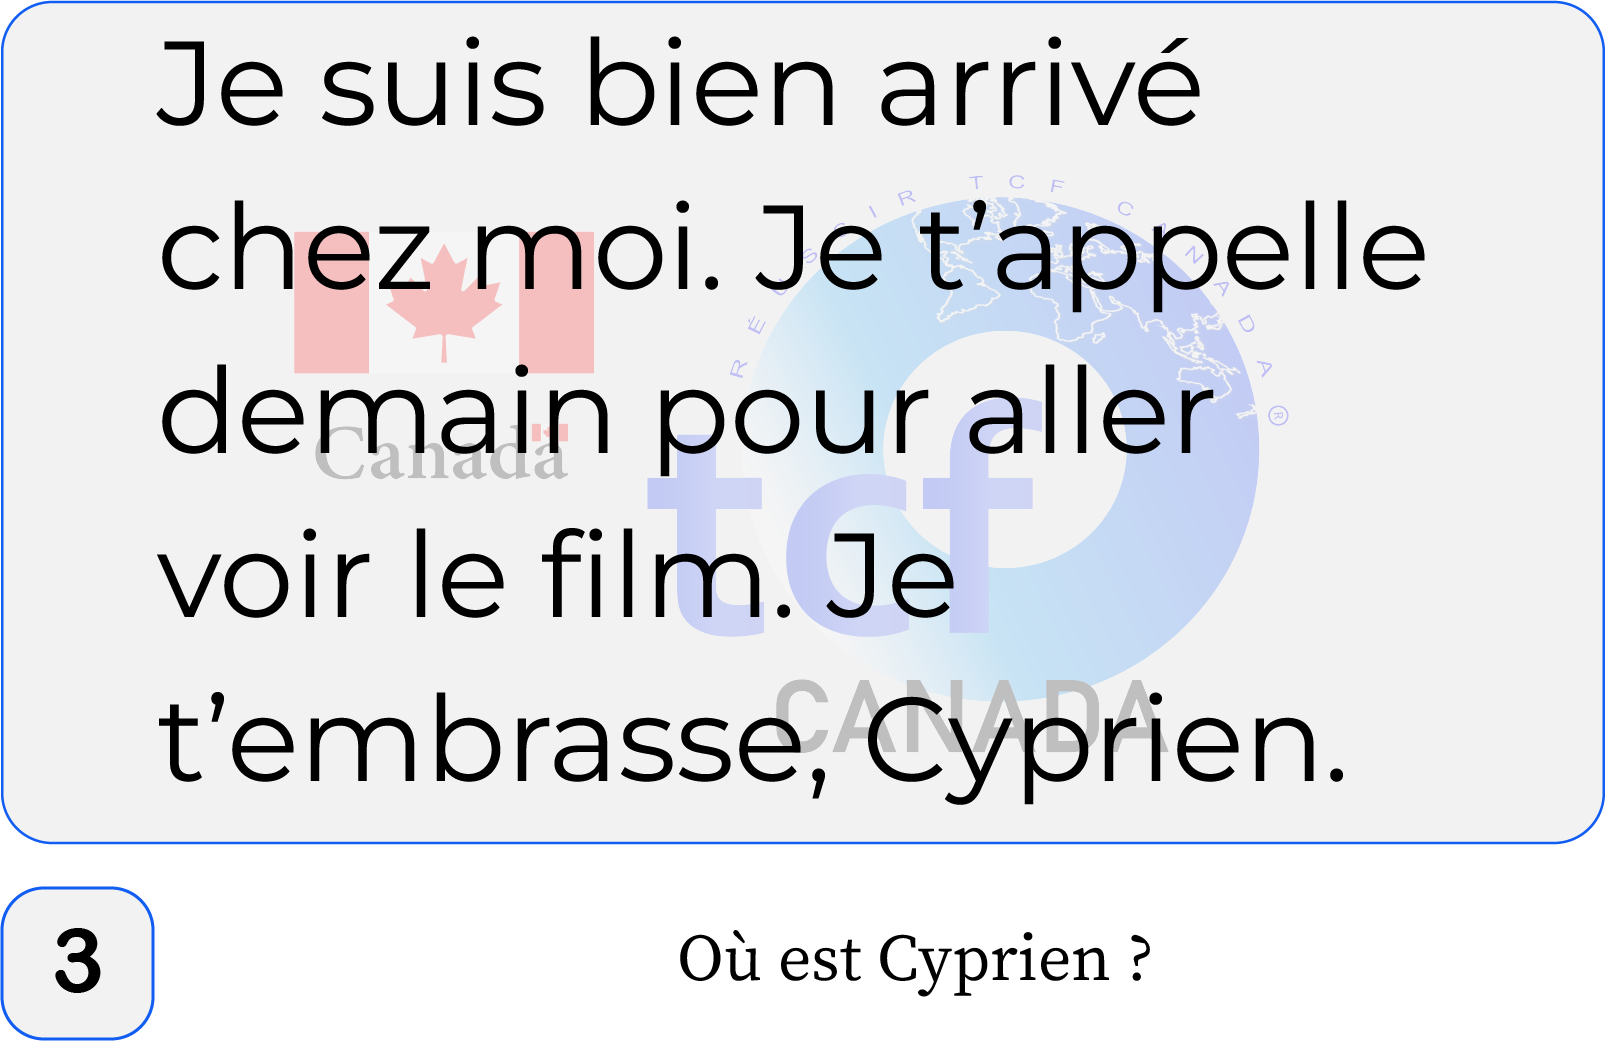 Je suis bien arrivé
chez moi. Je t’appelle
demain pour aller
voir le film. Je
t’embrasse, Cyprien.
RÉUSSIR TCF CANADA ®
Canada
tcf
CANADA
3
Où est Cyprien ?